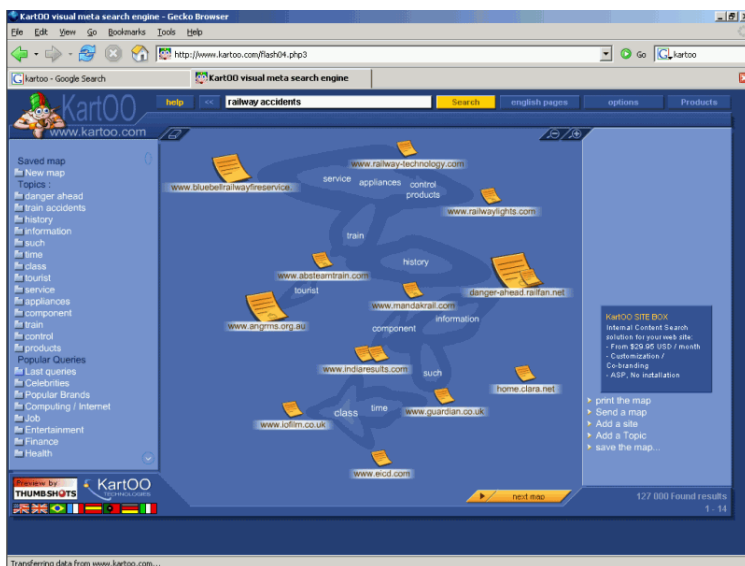 KartOO visual meta search engine - Gecko Browser
File Edit View Go Bookmarks Tools Help
http://www.kartoo.com/flash04.php3 Go kartoo
kartoo - Google Search KartOO visual meta search engine
KartOO help << railway accidents Search english pages options Products
www.kartoo.com
Saved map
New map
Topics :
danger ahead
train accidents
history
information
such
time
class
tourist
service
appliances
component
train
control
products
Popular Queries
Last queries
Celebrities
Popular Brands
Computing / Internet
Job
Entertainment
Finance
Health
www.railway-technology.com
www.bluebellrailwayfireservice.
service appliances control
products
www.railwaylights.com
train
history
www.absteamtrain.com
tourist
danger-ahead.railfan.net
www.mandakrail.com
www.angrms.org.au
information
component
www.indiaresults.com
such
home.clara.net
class time www.guardian.co.uk
www.iofilm.co.uk
www.eicd.com
KartOO SITE BOX
Internal Content Search
solution for your web site:
- From $29.95 USD / month
- Customization /
Co-branding
- ASP, No installation
print the map
Send a map
Add a site
Add a Topic
save the map...
Preview by
THUMBSHOTS
KartOO
TECHNOLOGIES
next map
127 000 Found results
1 - 14
Transferring data from www.kartoo.com...